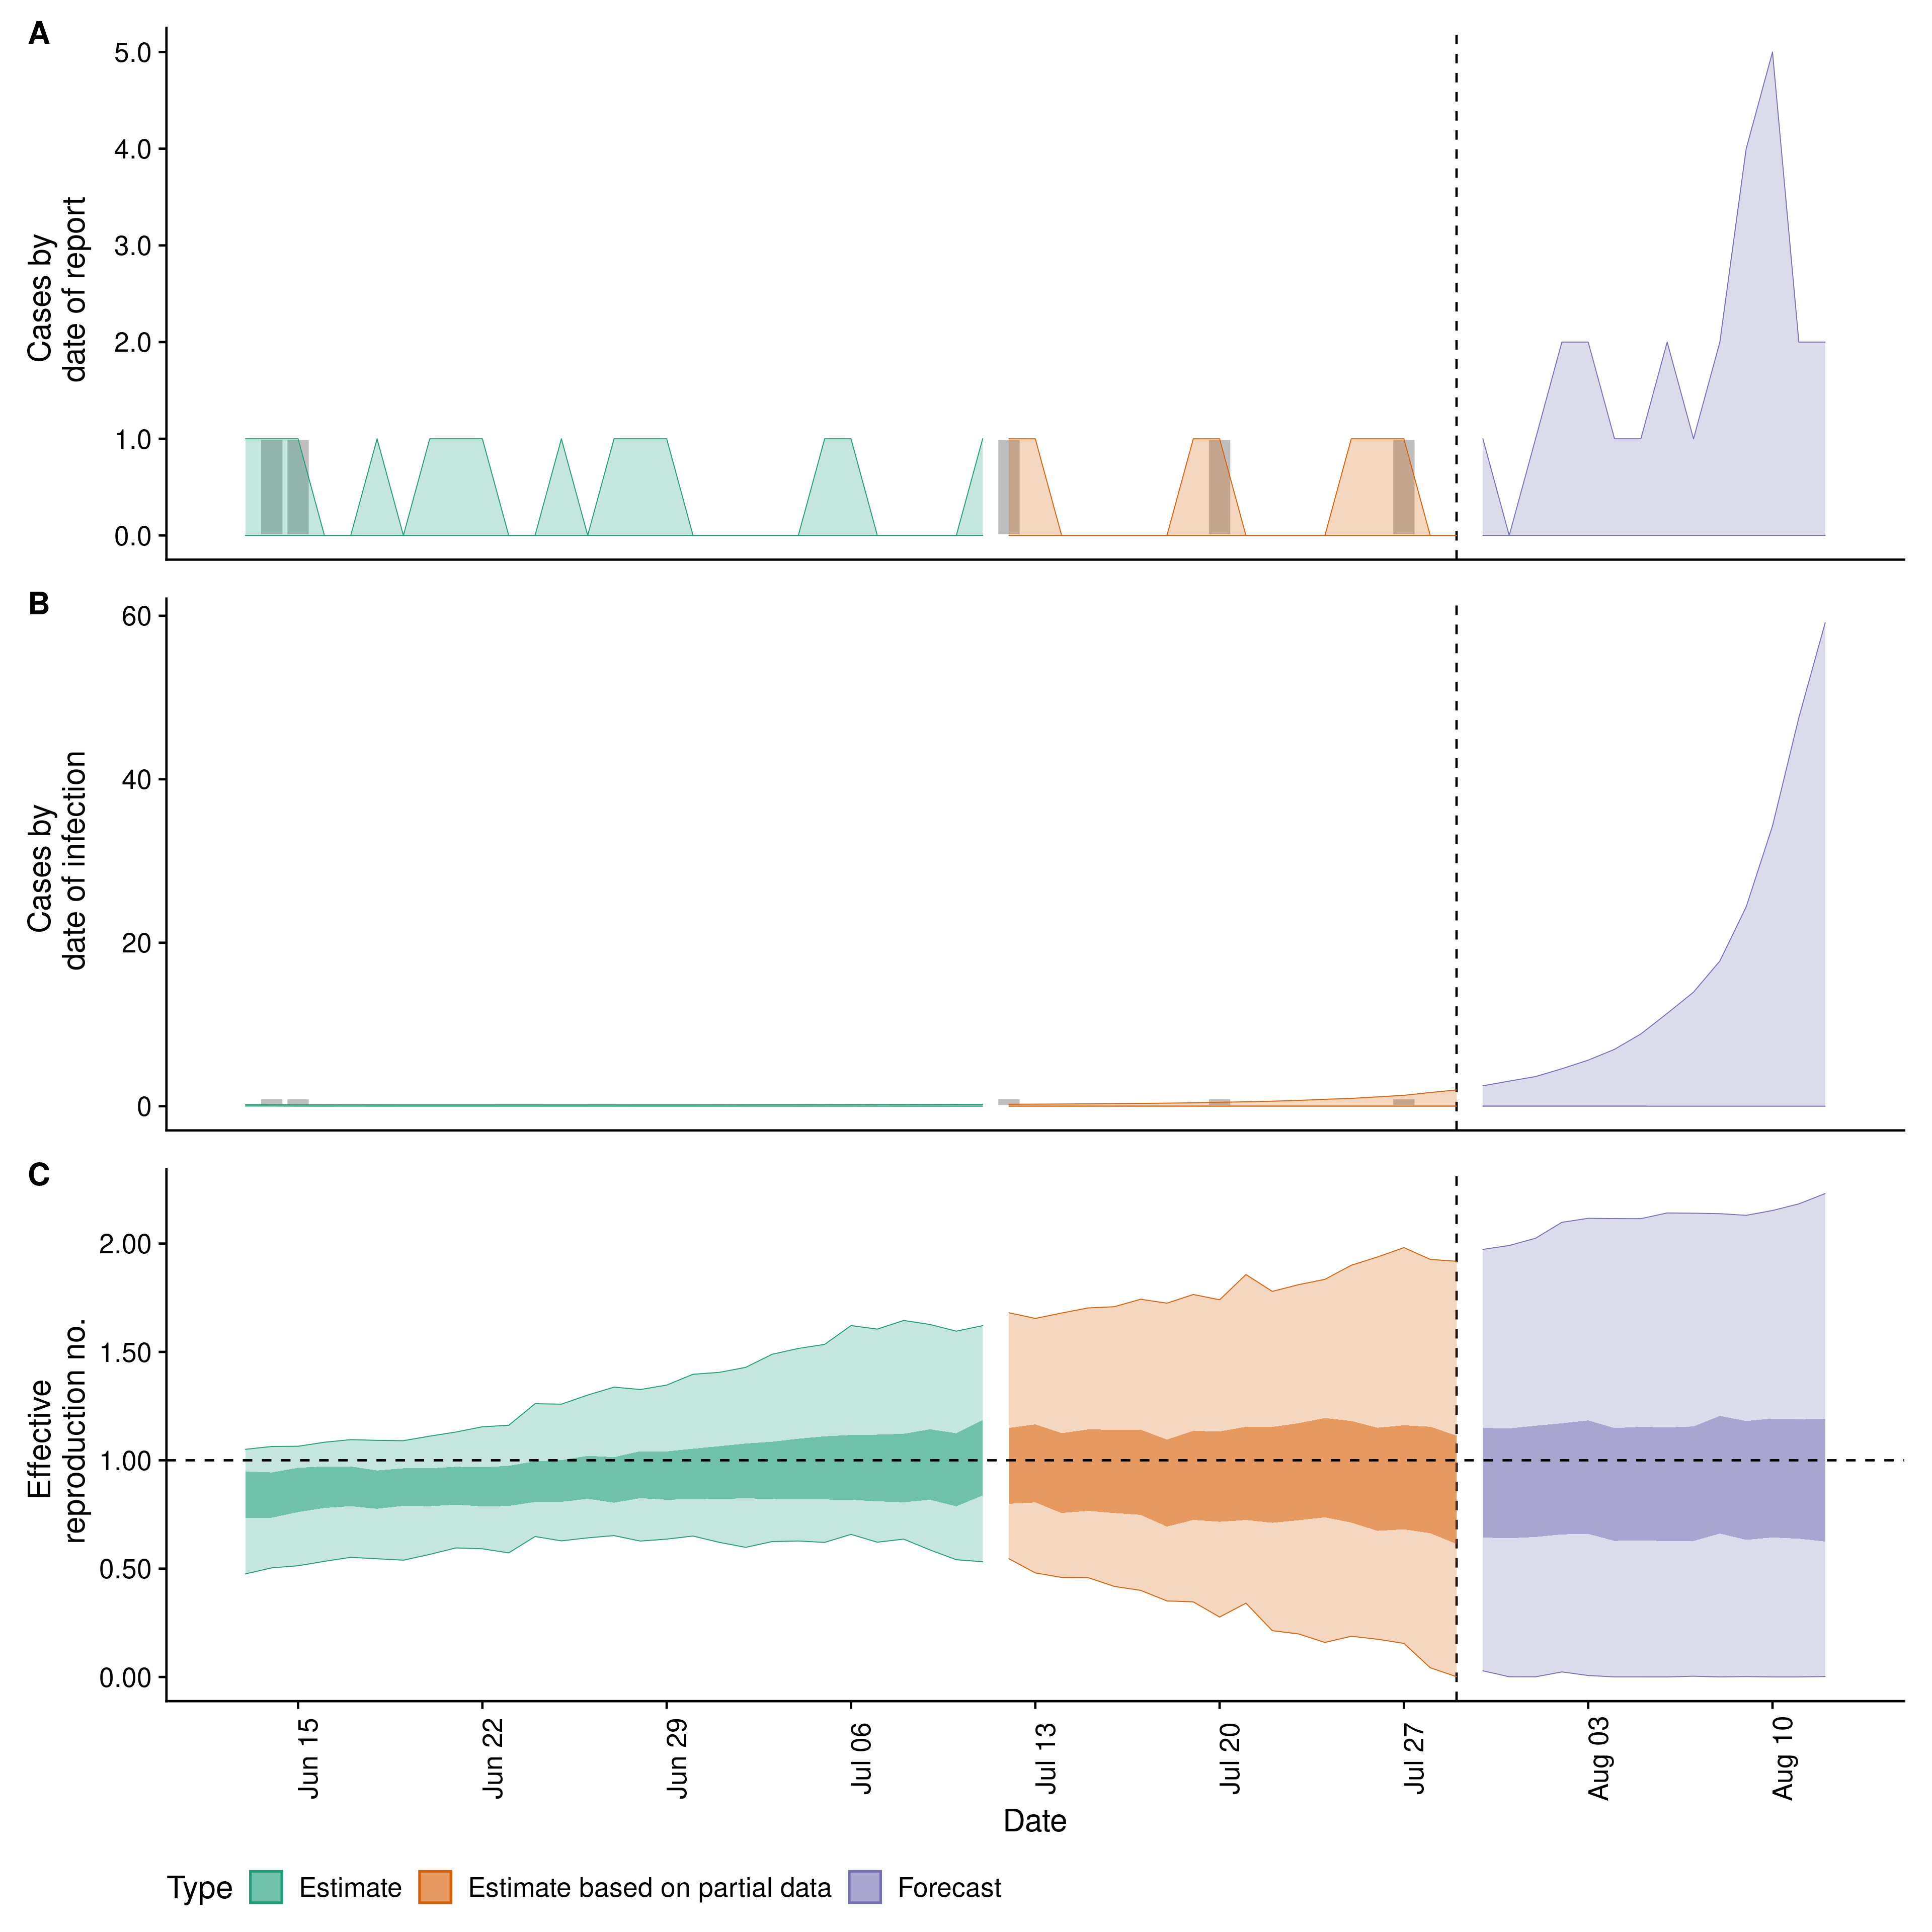 A
Cases by
date of report
5.0
4.0
3.0
2.0
1.0
0.0
B
Cases by
date of infection
60
40
20
0
C
Effective
reproduction no.
2.00
1.50
1.00
0.50
0.00
Jun 15
Jun 22
Jun 29
Jul 06
Jul 13
Jul 20
Jul 27
Aug 03
Aug 10
Date
Type Estimate Estimate based on partial data Forecast